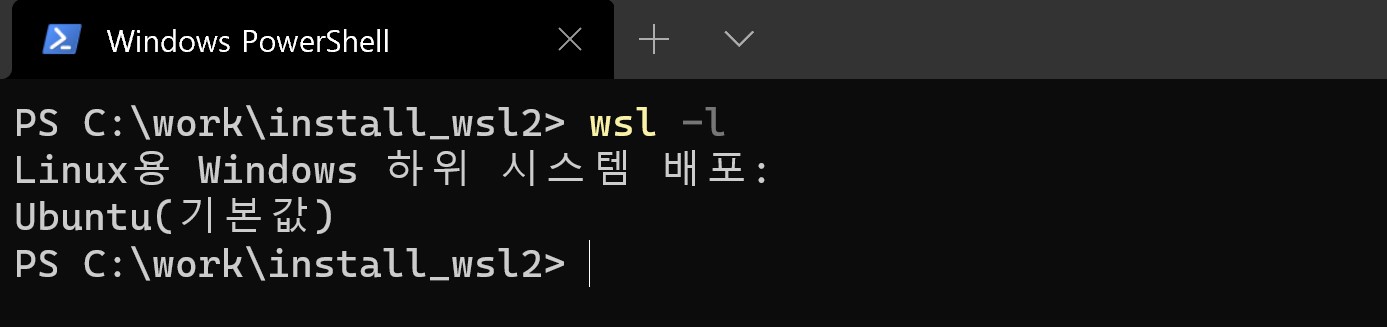 Windows PowerShell
PS C:\work\install_wsl2> wsl -l
Linux용 Windows 하위 시스템 배포:
Ubuntu(기본값)
PS C:\work\install_wsl2>